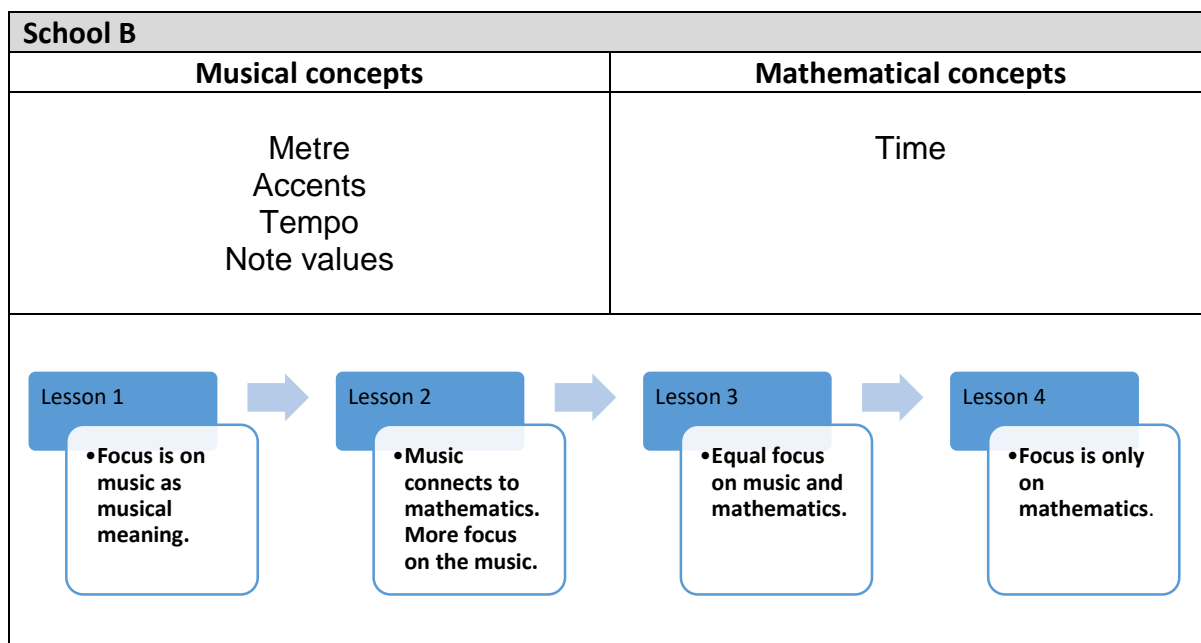 School B
Musical concepts
Mathematical concepts
Metre
Accents
Tempo
Note values
Time
Lesson 1
•Focus is on
music as
musical
meaning.
Lesson 2
•Music
connects to
mathematics.
More focus
on the music.
Lesson 3
•Equal focus
on music and
mathematics.
Lesson 4
•Focus is only
on
mathematics.